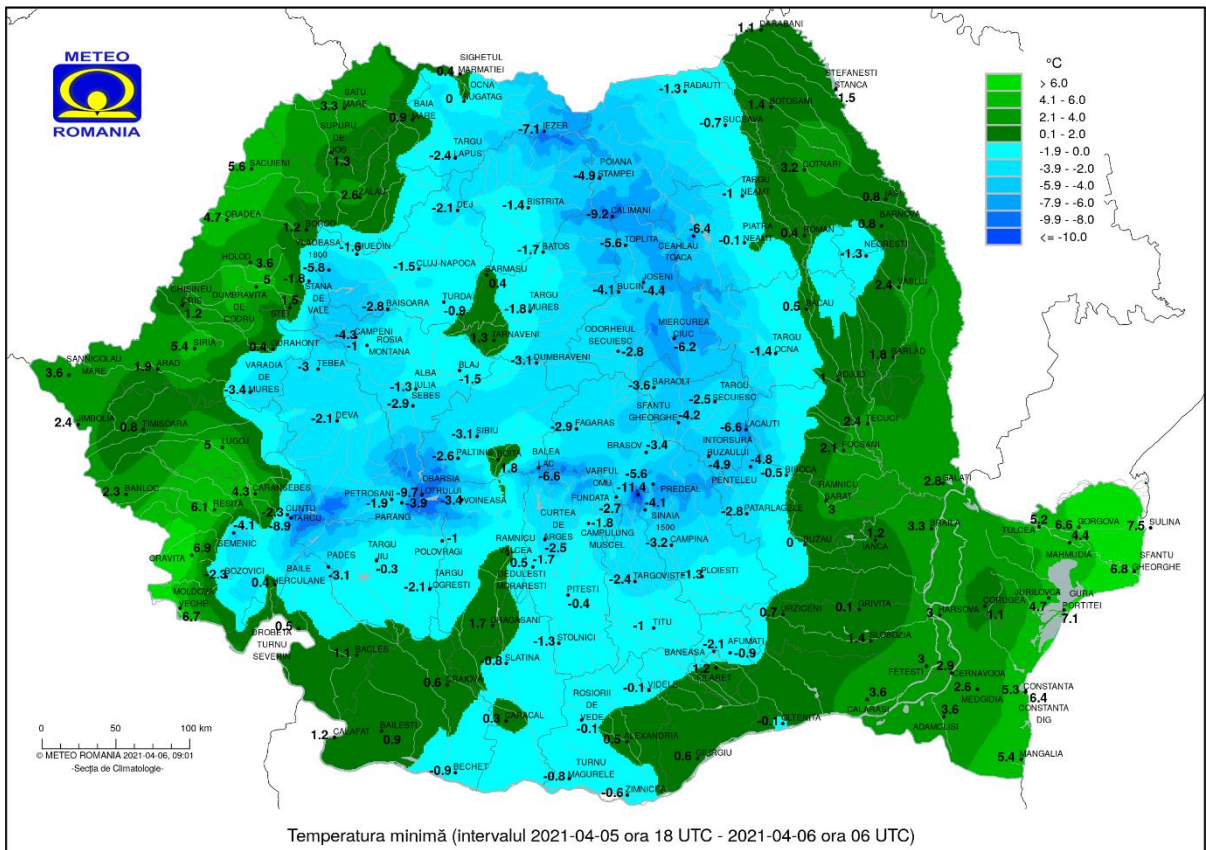 METEO
ROMANIA
°C
> 6.0
4.1 - 6.0
2.1 - 4.0
0.1 - 2.0
-1.9 - 0.0
-3.9 - -2.0
-5.9 - -4.0
-7.9 - -6.0
-9.9 - -8.0
<= -10.0
1.1 DARABANI
SIGHETUL
0.4 MARMATIEI
OCNA
0 SUGATAG
STEFANESTI
STANCA
1.5
-1.3 RADAUTI
SATU
3.3 MARE
BAIA
0.9 MARE
1.4 BOTOSANI
-0.7 SUCEAVA
-7.1 IEZER
SUPURU
DE
JOS
1.3
TARGU
-2.4 LAPUS
3.2 COTNARI
5.6 SACUIENI
POIANA
-4.9 STAMPEI
TARGU
-1 NEAMT
2.6 ZALAU
0.8 IASI
-2.1 DEJ
-1.4 BISTRITA
-9.2 CALIMANI
4.7 ORADEA
1.2 BOROD
BARNOVA
0.8
PIATRA
-0.1 NEAMT
0.4 ROMAN
-6.4
CEAHLAU
TOACA
-5.6 TOPLITA
VLADEASA
1800
-5.8
-1.6 HUEDIN
-1.7 BATOS
NEGRESTI
-1.3
HOLOD 3.6
-1.5 CLUJ-NAPOCA
SARMASU
0.4
JOSENI
-4.4
-4.1 BUCIN
5
DUMBRAVITA
DE
CODRU
-1.8
STANA
DE
VALE
2.4 VASLUI
CHISINEU
CRIS
1.2
1.5
STEI
-2.8 BAISOARA
TURDA
-0.9
TARGU
-1.8 MURES
0.5 BACAU
-4.3 CAMPENI
-1 ROSIA
MONTANA
1.3 TARNAVENI
ODORHEIUL
SECUIESC
-2.8
MIERCUREA
CIUC
-6.2
TARGU
-1.4 OCNA
5.4 SIRIA
0.4 GURAHONT
1.8 BARLAD
SANNICOLAU
3.6 MARE
1.9 ARAD
-3 TEBEA
-3.1 DUMBRAVENI
VARADIA
DE
-3.4 MURES
ALBA
-1.3 IULIA
-2.9 SEBES
BLAJ
-1.5
-3.6 BARAOLT
1 ADJUD
TARGU
-2.5 SECUIESC
SFANTU
GHEORGHE -4.2
JIMBOLIA
2.4
0.8 TIMISOARA
-2.1 DEVA
-2.9 FAGARAS
2.4 TECUCI
-6.6 LACAUTI
5 LUGOJ
-3.1 SIBIU
BRASOV -3.4
INTORSURA
BUZAULUI
-4.9
2.1 FOCSANI
-2.6 PALTINIS
BOITA
1.8
BALEA
LAC
-6.6
-4.8
PENTELEU
-0.5 BISOCA
2.3 BANLOC
4.3 CARANSEBES
PETROSANI
-1.9
-9.7 OBARSIA
LOTRULUI
-3.9
PARANG
-3.4 VOINEASA
VARFUL
OMU
-11.4
-5.6
PREDEAL
-4.1
FUNDATA
-2.7
SINAIA
1500
RAMNICU
SARAT
3
2.8 GALATI
6.1 RESITA
-2.3 CUNTU
-8.9 TARCU
-4.1
SEMENIC
CURTEA
DE
ARGES
-2.5
-1.8
CAMPULUNG
MUSCEL
-2.8 PATARLAGELE
5.2
TULCEA
6.6 GORGOVA
7.5 SULINA
3.3 BRAILA
1.2
IANCA
4.4
MAHMUDIA
6.9
ORAVITA
-1
POLOVRAGI
RAMNICU
VALCEA
0.5
-1.7
DEDULESTI
MORARESTI
-3.2 CAMPINA
0 BUZAU
PADES
-3.1
TARGU
JIU
-0.3
-2.3 BOZOVICI
BAILE
0.4 HERCULANE
-2.1
TARGU
LOGRESTI
-2.4 TARGOVISTE
-1.3 PLOIESTI
SFANTU
6.8 GHEORGHE
MOLDOVA
VECHE
6.7
PITESTI
-0.4
0.7 URZICENI
0.1 GRIVITA
3 HARSOVA
CORUGEA
1.1
JURILOVCA
4.7
GURA
PORTITEI
7.1
0.5
DROBETA
TURNU
SEVERIN
1.7 DRAGASANI
-1.3 STOLNICI
-1 TITU
1.4 SLOBOZIA
1.1 BACLES
-0.8 SLATINA
-2.1
BANEASA
AFUMATI
-0.9
1.2
FILARET
3
FETESTI
2.9
CERNAVODA
0.6 CRAIOVA
ROSIORII
DE
VEDE
-0.1
-0.1 VIDELE
2.6
MEDGIDIA
5.3 CONSTANTA
6.4
CONSTANTA
DIG
3.6
CALARASI
3.6
ADAMCLISI
0.3 CARACAL
-0.1 OLTENITA
1.2 CALAFAT
BAILESTI
0.9
0.5 ALEXANDRIA
0.6 GIURGIU
5.4 MANGALIA
-0.9 BECHET
TURNU
-0.8 MAGURELE
-0.6 ZIMNICEA
0 50 100 km
© METEO ROMANIA 2021-04-06, 09:01
-Secția de Climatologie-
Temperatura minimă (intervalul 2021-04-05 ora 18 UTC - 2021-04-06 ora 06 UTC)